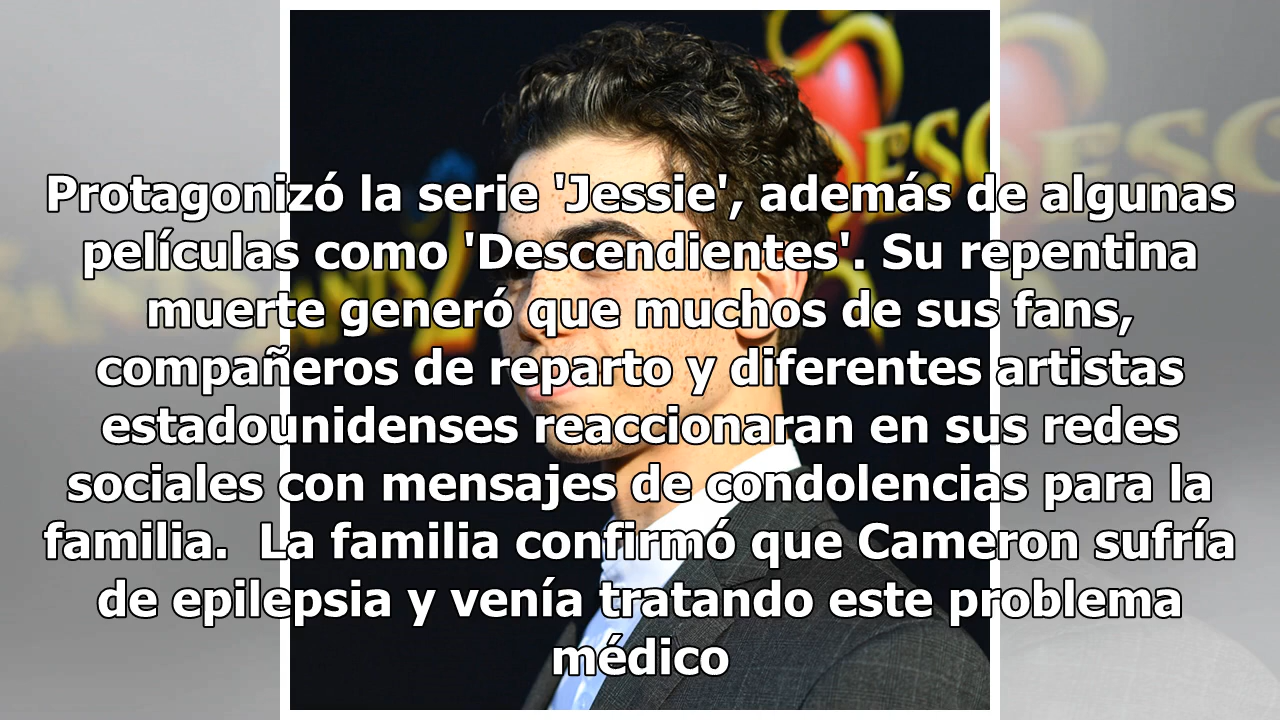 Protagonizó la serie 'Jessie', además de algunas
películas como 'Descendientes'. Su repentina
muerte generó que muchos de sus fans,
compañeros de reparto y diferentes artistas
estadounidenses reaccionaran en sus redes
sociales con mensajes de condolencias para la
familia.  La familia confirmó que Cameron sufría
de epilepsia y venía tratando este problema
médico